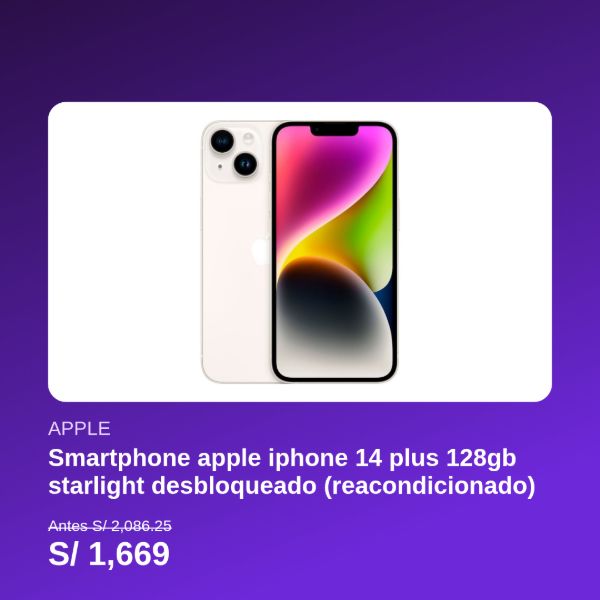 APPLE
Smartphone apple iphone 14 plus 128gb
starlight desbloqueado (reacondicionado)
Antes S/ 2,086.25
S/ 1,669